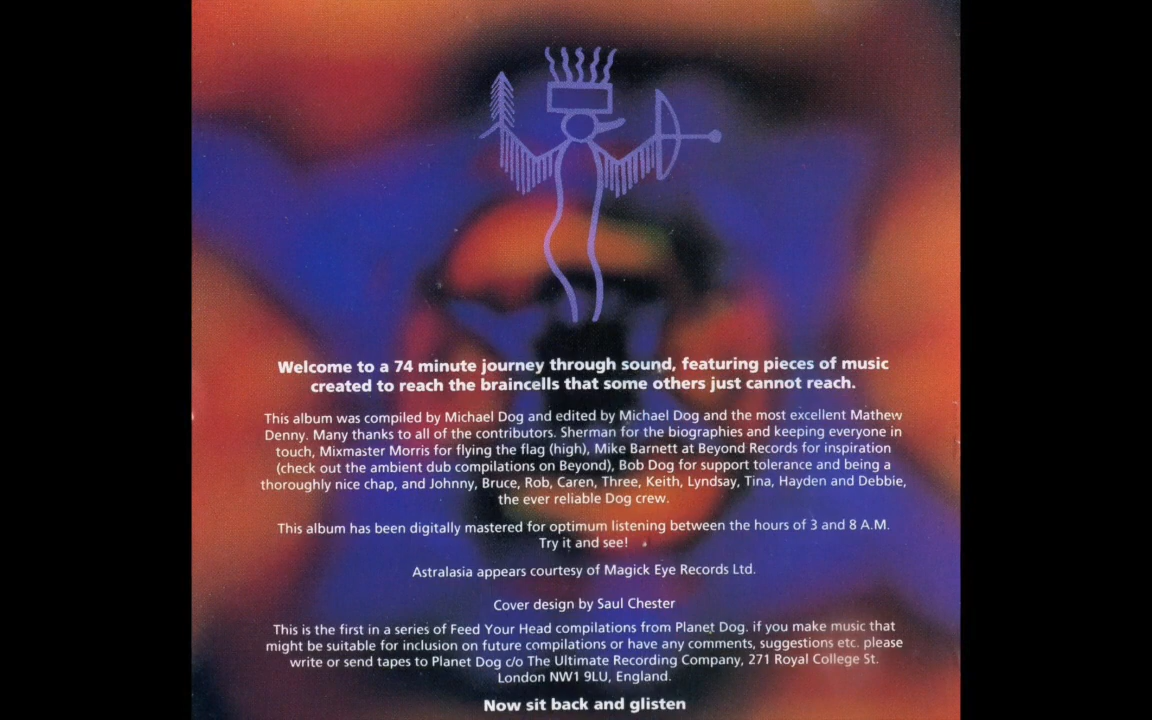 Welcome to a 74 minute journey through sound, featuring pieces of music
created to reach the braincells that some others just cannot reach.
This album was compiled by Michael Dog and edited by Michael Dog and the most excellent Mathew
Denny. Many thanks to all of the contributors. Sherman for the biographies and keeping everyone in
touch, Mixmaster Morris for flying the flag (high), Mike Barnett at Beyond Records for inspiration
(check out the ambient dub compilations on Beyond), Bob Dog for support tolerance and being a
thoroughly nice chap, and Johnny, Bruce, Rob, Caren, Three, Keith, Lyndsay, Tina, Hayden and Debbie,
the ever reliable Dog crew.
This album has been digitally mastered for optimum listening between the hours of 3 and 8 A.M.
Try it and see!
Astralasia appears courtesy of Magick Eye Records Ltd.
Cover design by Saul Chester
This is the first in a series of Feed Your Head compilations from Planet Dog. if you make music that
might be suitable for inclusion on future compilations or have any comments, suggestions etc. please
write or send tapes to Planet Dog c/o The Ultimate Recording Company, 271 Royal College St.
London NW1 9LU, England.
Now sit back and glisten